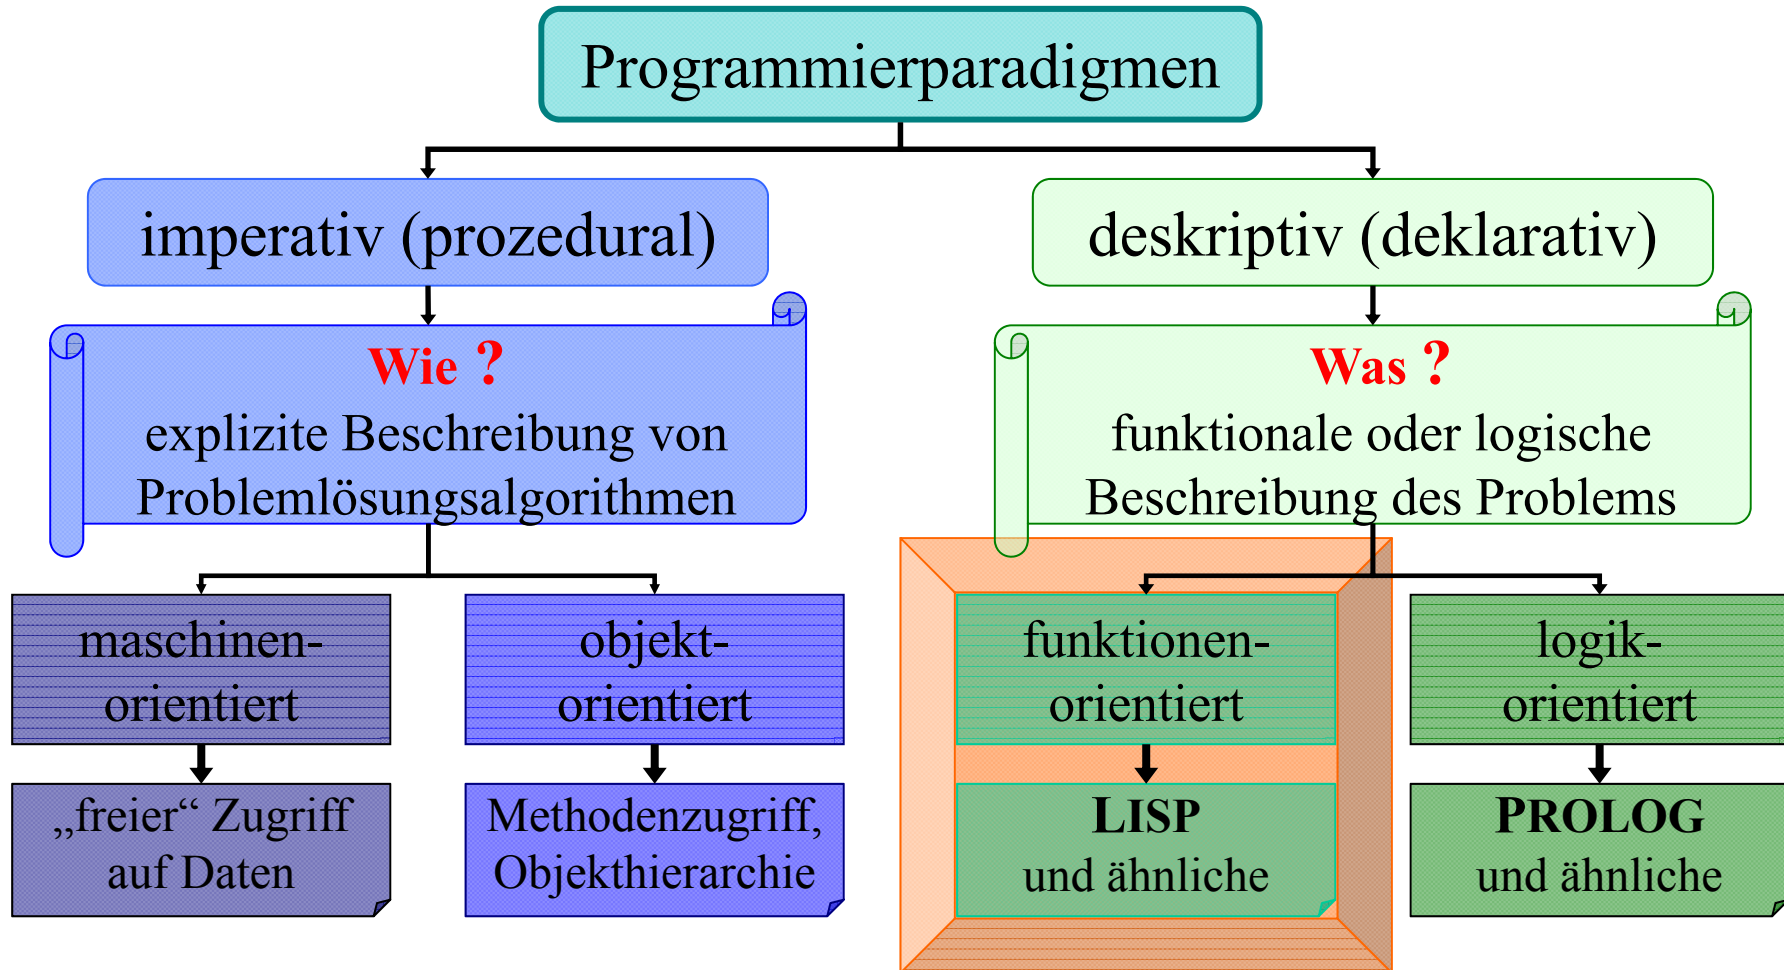 Programmierparadigmen
imperativ (prozedural)
deskriptiv (deklarativ)
Wie ?
explizite Beschreibung von
Problemlösungsalgorithmen
Was ?
funktionale oder logische
Beschreibung des Problems
maschinen-
orientiert
objekt-
orientiert
funktionen-
orientiert
logik-
orientiert
„freier“ Zugriff
auf Daten
Methodenzugriff,
Objekthierarchie
LISP
und ähnliche
PROLOG
und ähnliche